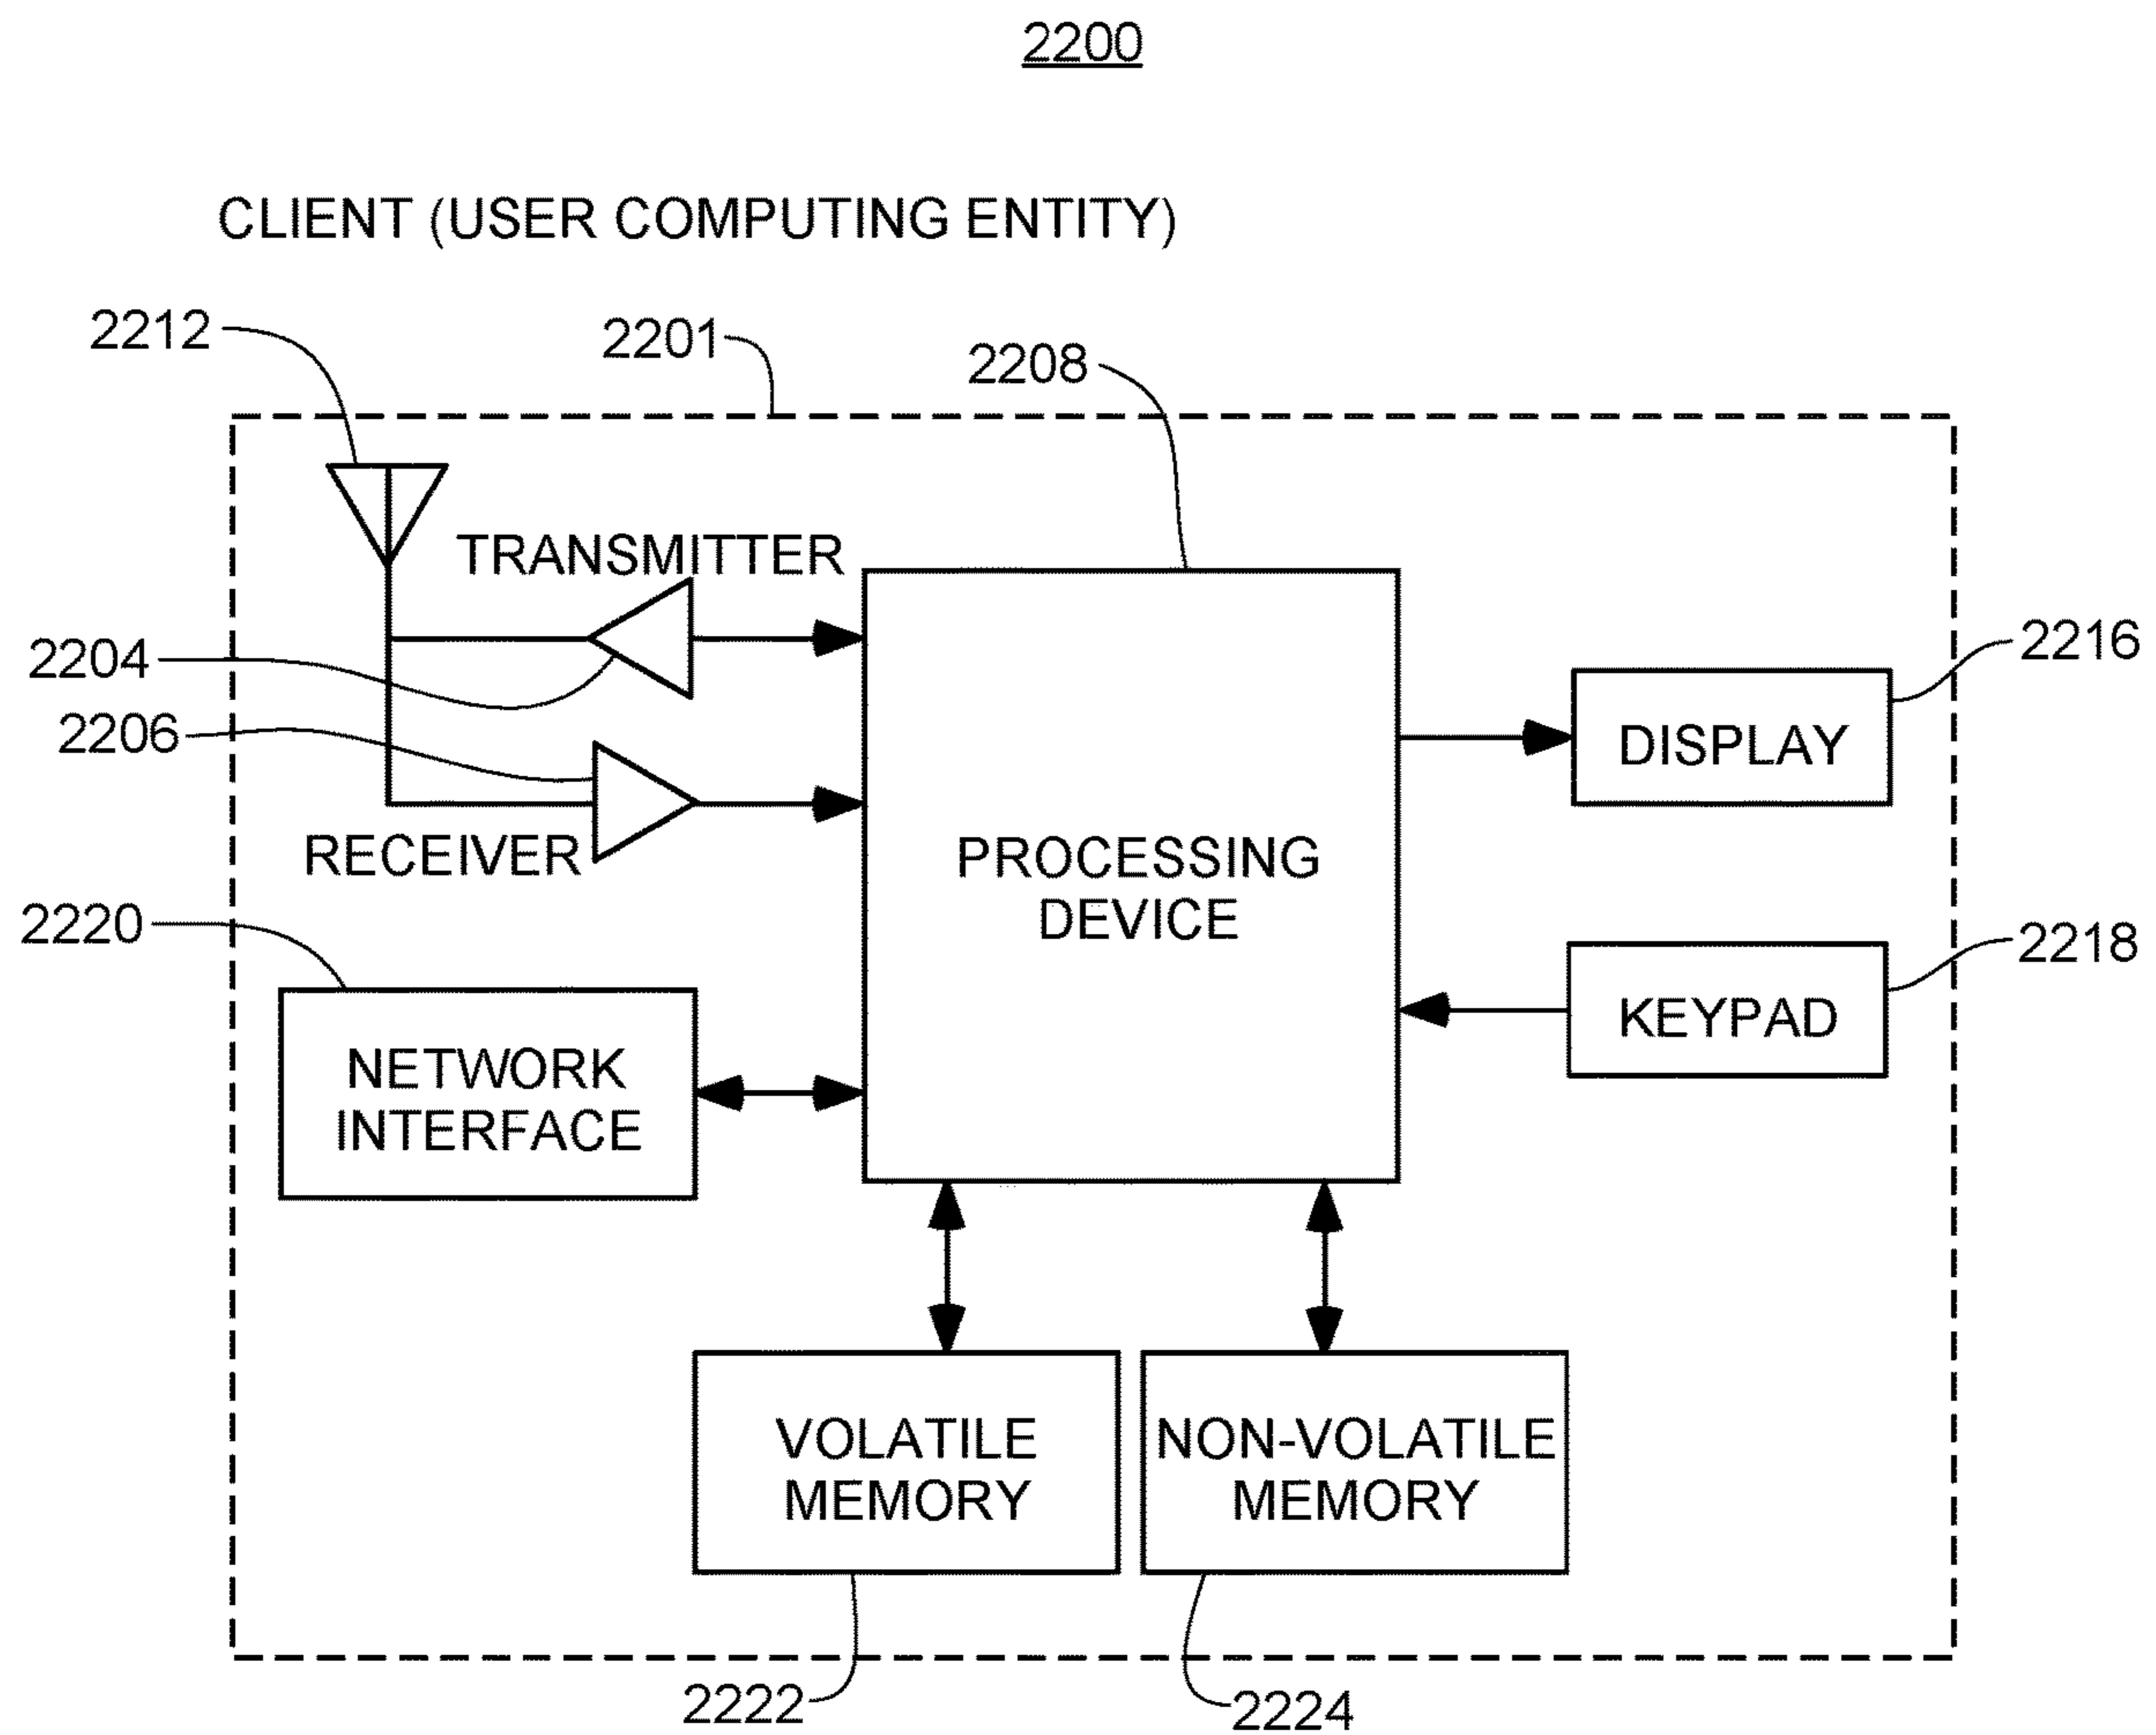 2200
CLIENT (USER COMPUTING ENTITY)
2212
2201
2208
TRANSMITTER
2204
2216
2206
DISPLAY
RECEIVER
PROCESSING
DEVICE
2220
2218
KEYPAD
NETWORK
INTERFACE
VOLATILE
MEMORY
NON-VOLATILE
MEMORY
2222
2224